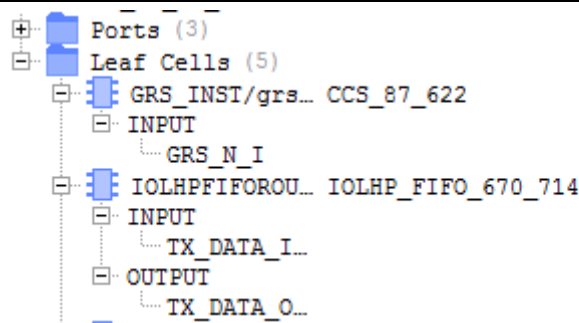 Ports (3)
Leaf Cells (5)
GRS_INST/grs… CCS_87_622
INPUT
GRS_N_I
IOLHPFIFOROU… IOLHP_FIFO_670_714
INPUT
TX_DATA_I…
OUTPUT
TX_DATA_O…